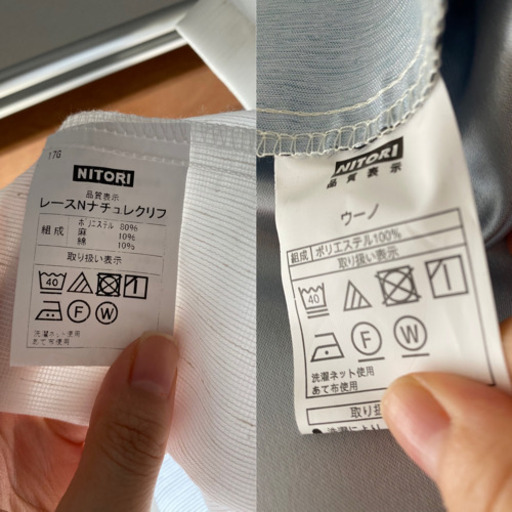 17G
NITORI
品質表示
レースNナチュレクリフ
組成
ポリエステル 80%
麻 10%
綿 10%
取り扱い表示
40
F
W
洗濯ネット使用
あて布使用
NITORI
品質表示
ウーノ
組成 ポリエステル100%
取り扱い表示
40
F
W
洗濯ネット使用
あて布使用
取り扱